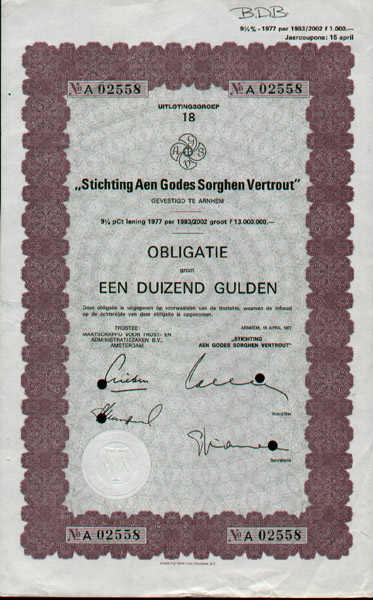 B.D.B
9¼% - 1977 per 1983/2002 f 1.000.—
Jaarcoupons: 15 april
№ A 02558 № A 02558
UITLOTINGSGROEP
18
A G S
„Stichting Aen Godes Sorghen Vertrout"
GEVESTIGD TE ARNHEM
9¼ pCt lening 1977 per 1983/2002 groot f 13.000.000,—
OBLIGATIE
groot
EEN DUIZEND GULDEN
Deze obligatie is uitgegeven op voorwaarden van de trustakte, waarvan de inhoud
op de achterzijde van deze obligatie is opgenomen.
TRUSTEE:
MAATSCHAPPIJ VOOR TRUST- EN
ADMINISTRATIEZAKEN B.V.,
AMSTERDAM
ARNHEM, 15 APRIL 1977
„STICHTING
AEN GODES SORGHEN VERTROUT"
Voorzitter
Secretaris
№ A 02558 № A 02558